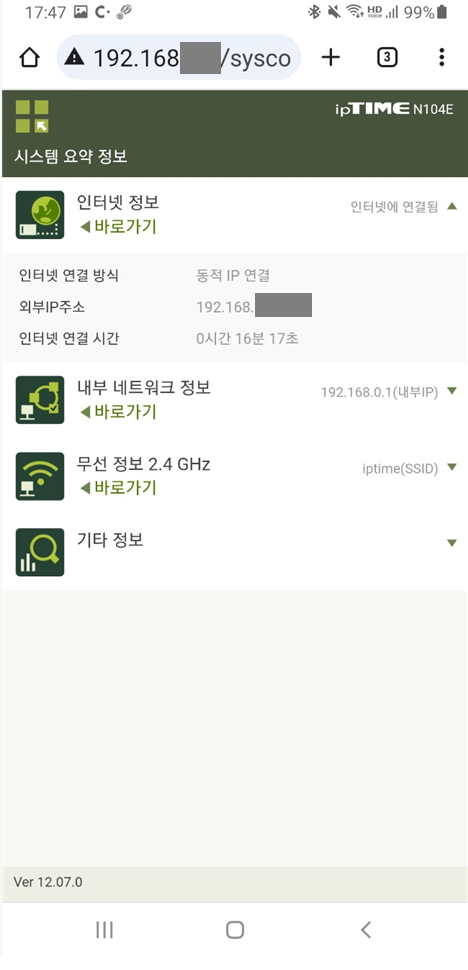 17:47
HD voice 99%
192.168 /sysco
3
ipTIME N104E
시스템 요약 정보
인터넷 정보
인터넷에 연결됨
◀바로가기
인터넷 연결 방식 동적 IP 연결
외부IP주소 192.168.
인터넷 연결 시간 0시간 16분 17초
내부 네트워크 정보
192.168.0.1(내부IP)
◀바로가기
무선 정보 2.4 GHz
iptime(SSID)
◀바로가기
기타 정보
Ver 12.07.0